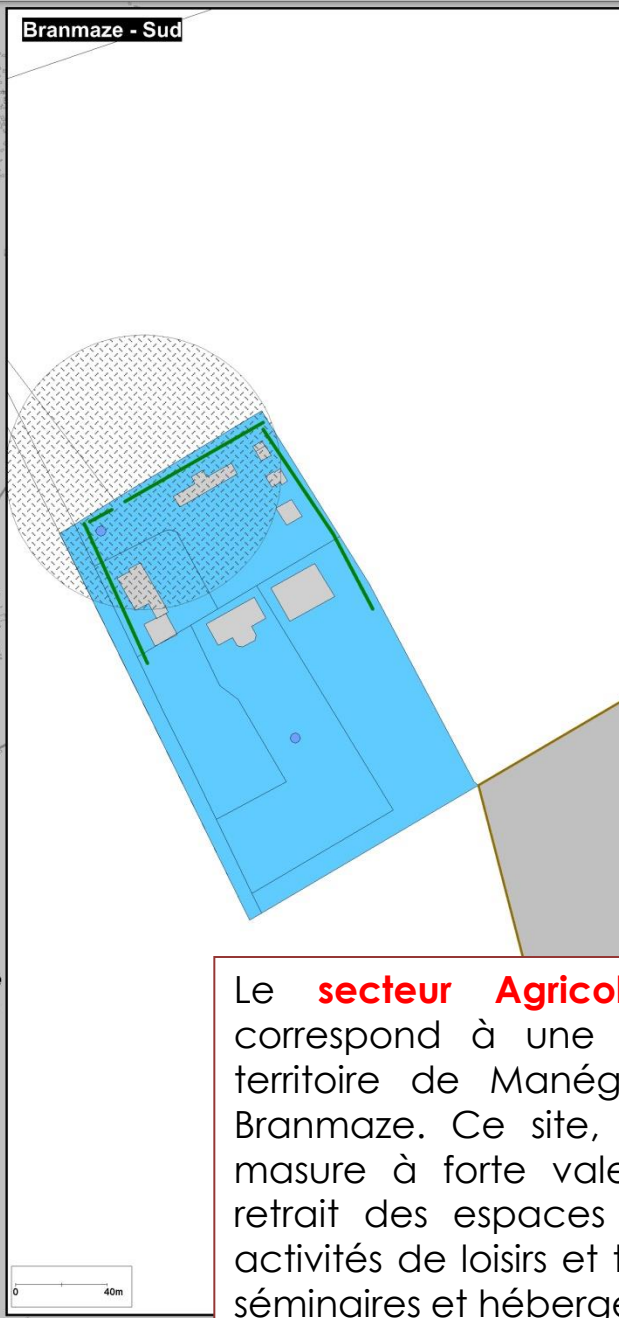 Branmaze - Sud
0 40m
Le secteur Agricol
correspond à une
territoire de Manég
Branmaze. Ce site,
masure à forte vale
retrait des espaces
activités de loisirs et t
séminaires et héberge